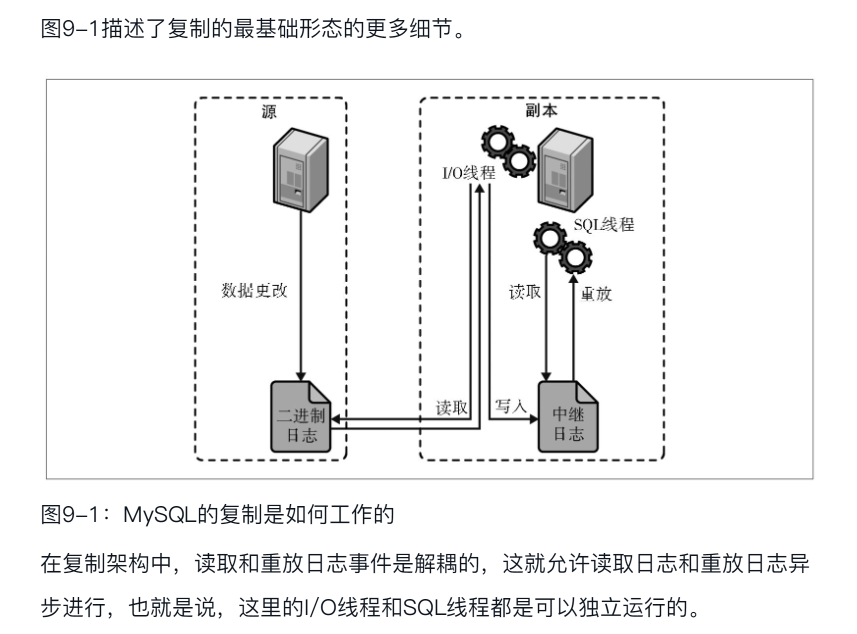 图9-1描述了复制的最基础形态的更多细节。
源
副本
I/O线程
SQL线程
数据更改
读取
重放
读取
写入
二进制
日志
中继
日志
图9-1：MySQL的复制是如何工作的
在复制架构中，读取和重放日志事件是解耦的，这就允许读取日志和重放日志异
步进行，也就是说，这里的I/O线程和SQL线程都是可以独立运行的。